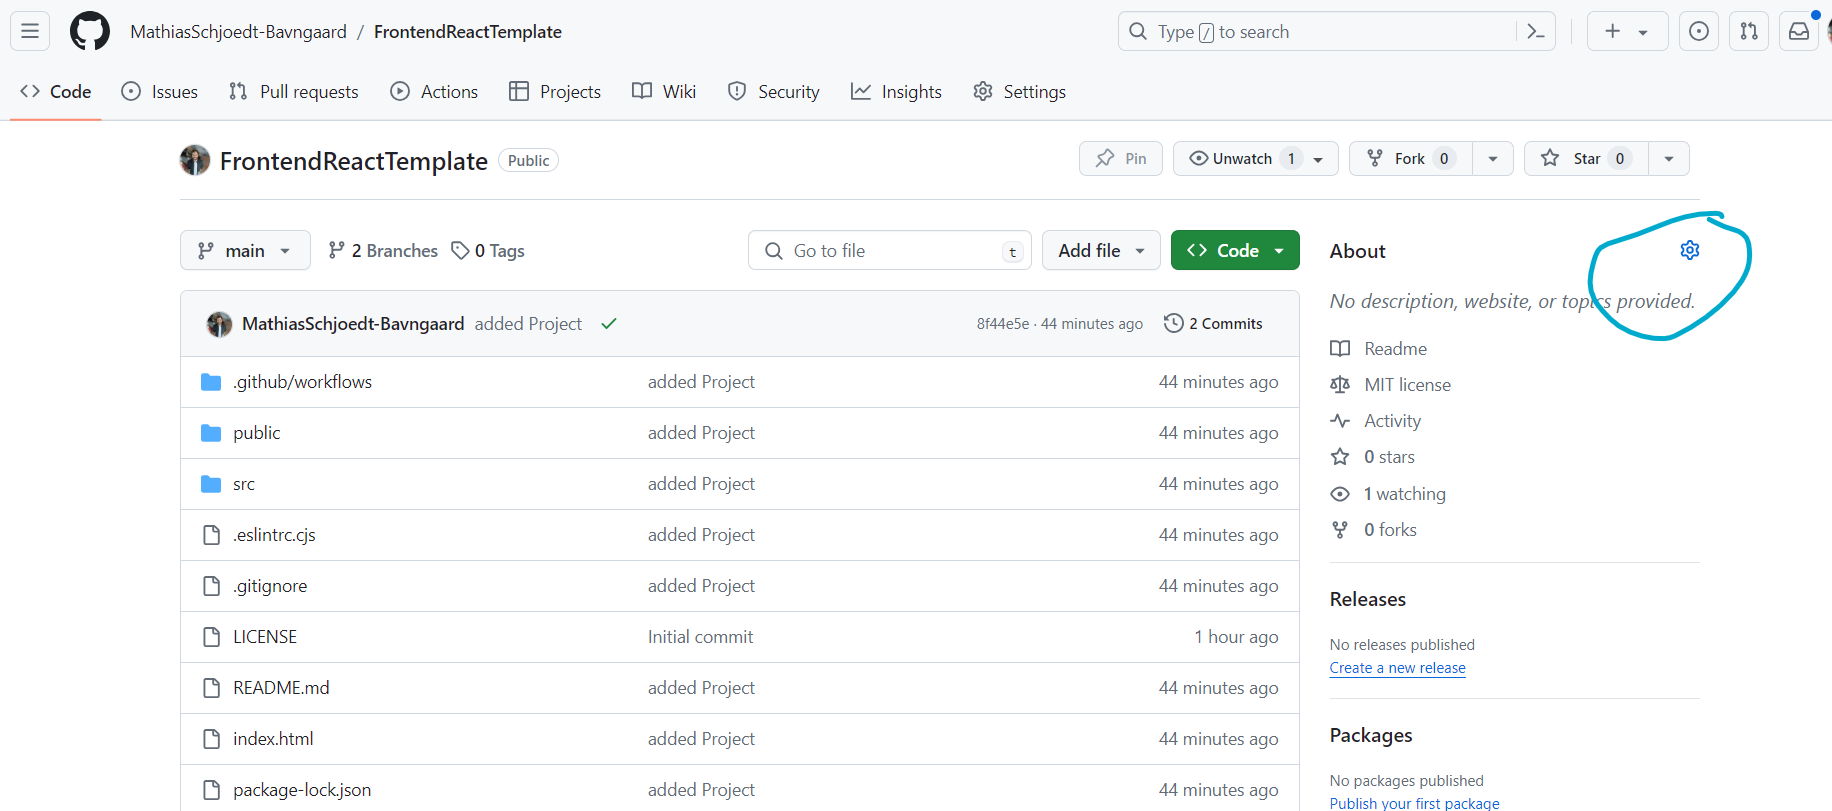 MathiasSchjoedt-Bavngaard / FrontendReactTemplate Type / to search
Code Issues Pull requests Actions Projects Wiki Security Insights Settings
FrontendReactTemplate Public Pin Unwatch 1 Fork 0 Star 0
main 2 Branches 0 Tags Go to file t Add file Code About
No description, website, or topics provided.
MathiasSchjoedt-Bavngaard added Project 8f44e5e · 44 minutes ago 2 Commits
Readme
.github/workflows added Project 44 minutes ago
MIT license
Activity
public added Project 44 minutes ago
0 stars
src added Project 44 minutes ago
1 watching
0 forks
.eslintrc.cjs added Project 44 minutes ago
.gitignore added Project 44 minutes ago
Releases
LICENSE Initial commit 1 hour ago
No releases published
Create a new release
README.md added Project 44 minutes ago
index.html added Project 44 minutes ago
Packages
No packages published
package-lock.json added Project 44 minutes ago
Publish your first package